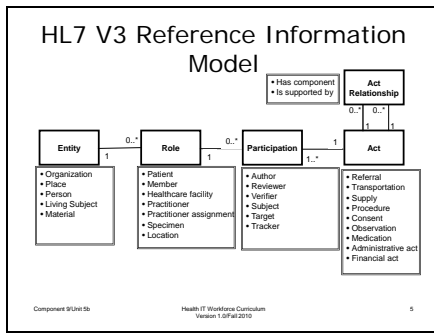 HL7 V3 Reference Information
Model
• Has component
• Is supported by
Act
Relationship
0..*
0..*
1
1
Entity
0..*
1
Role
0..*
1
Participation
1
1..*
Act
• Organization
• Place
• Person
• Living Subject
• Material
• Patient
• Member
• Healthcare facility
• Practitioner
• Practitioner assignment
• Specimen
• Location
• Author
• Reviewer
• Verifier
• Subject
• Target
• Tracker
• Referral
• Transportation
• Supply
• Procedure
• Consent
• Observation
• Medication
• Administrative act
• Financial act
Component 9/Unit 5b
Health IT Workforce Curriculum
Version 1.0/Fall 2010
5